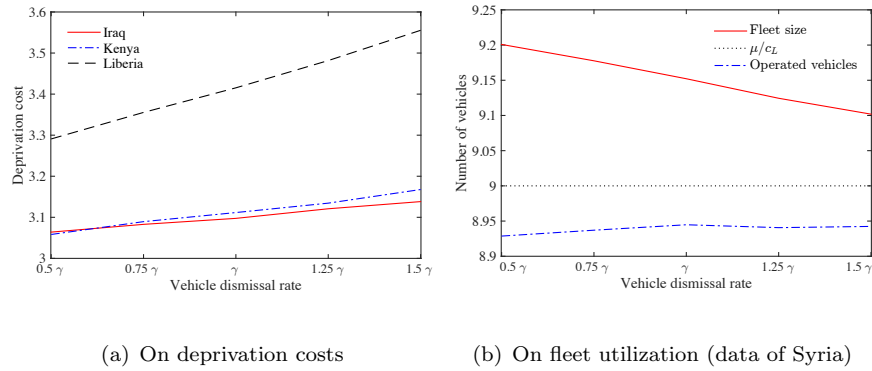 3.6
3.5
3.4
3.3
3.2
3.1
3
Deprivation cost
Iraq
Kenya
Liberia
0.5 γ
0.75 γ
γ
1.25 γ
1.5 γ
Vehicle dismissal rate
(a) On deprivation costs
9.25
9.2
9.15
9.1
9.05
9
8.95
8.9
Number of vehicles
Fleet size
μ/c_L
Operated vehicles
0.5 γ
0.75 γ
γ
1.25 γ
1.5 γ
Vehicle dismissal rate
(b) On fleet utilization (data of Syria)